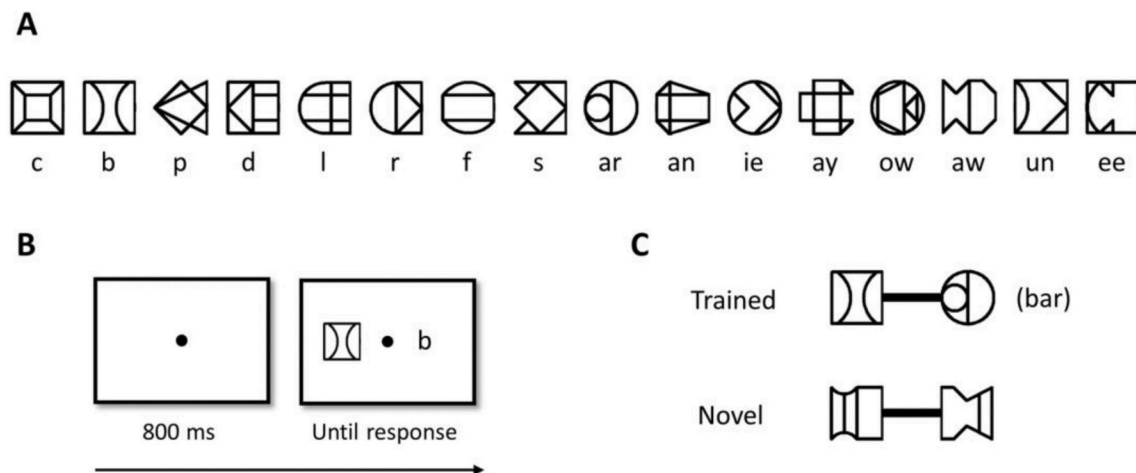 A
c b p d l r f s ar an ie ay ow aw un ee
B
b
800 ms Until response
C
Trained (bar)
Novel